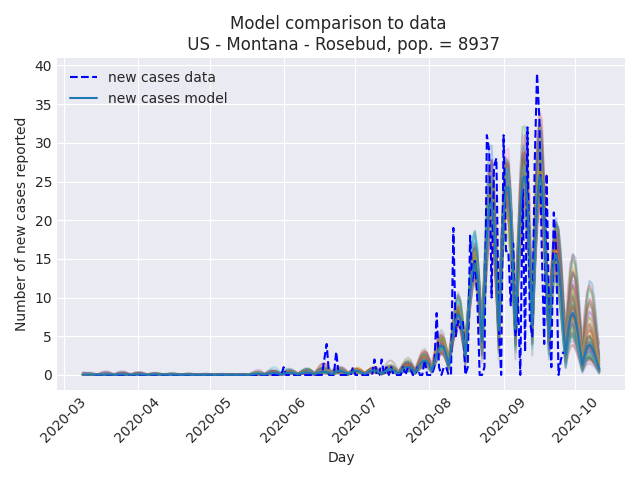 Model comparison to data
US - Montana - Rosebud, pop. = 8937
new cases data
new cases model
Number of new cases reported
40
35
30
25
20
15
10
5
0
2020-03
2020-04
2020-05
2020-06
2020-07
2020-08
2020-09
2020-10
Day